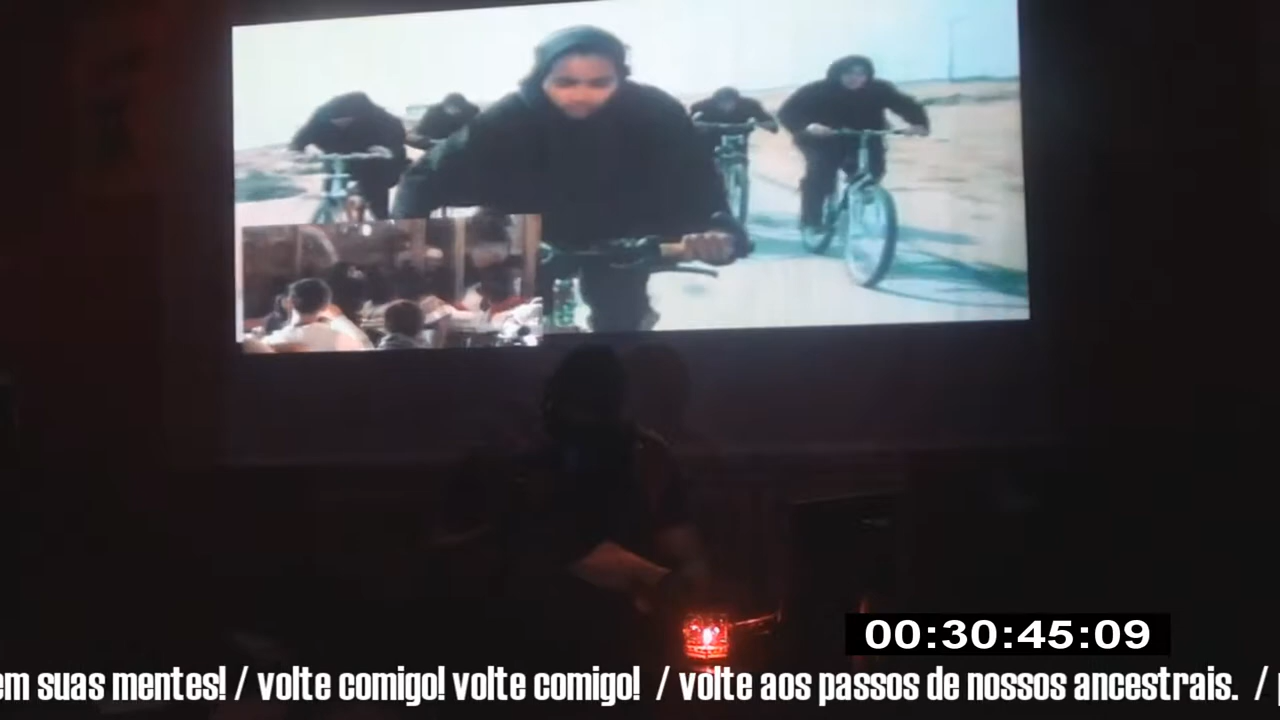 00:30:45:09
em suas mentes! / volte comigo! volte comigo! / volte aos passos de nossos ancestrais. /